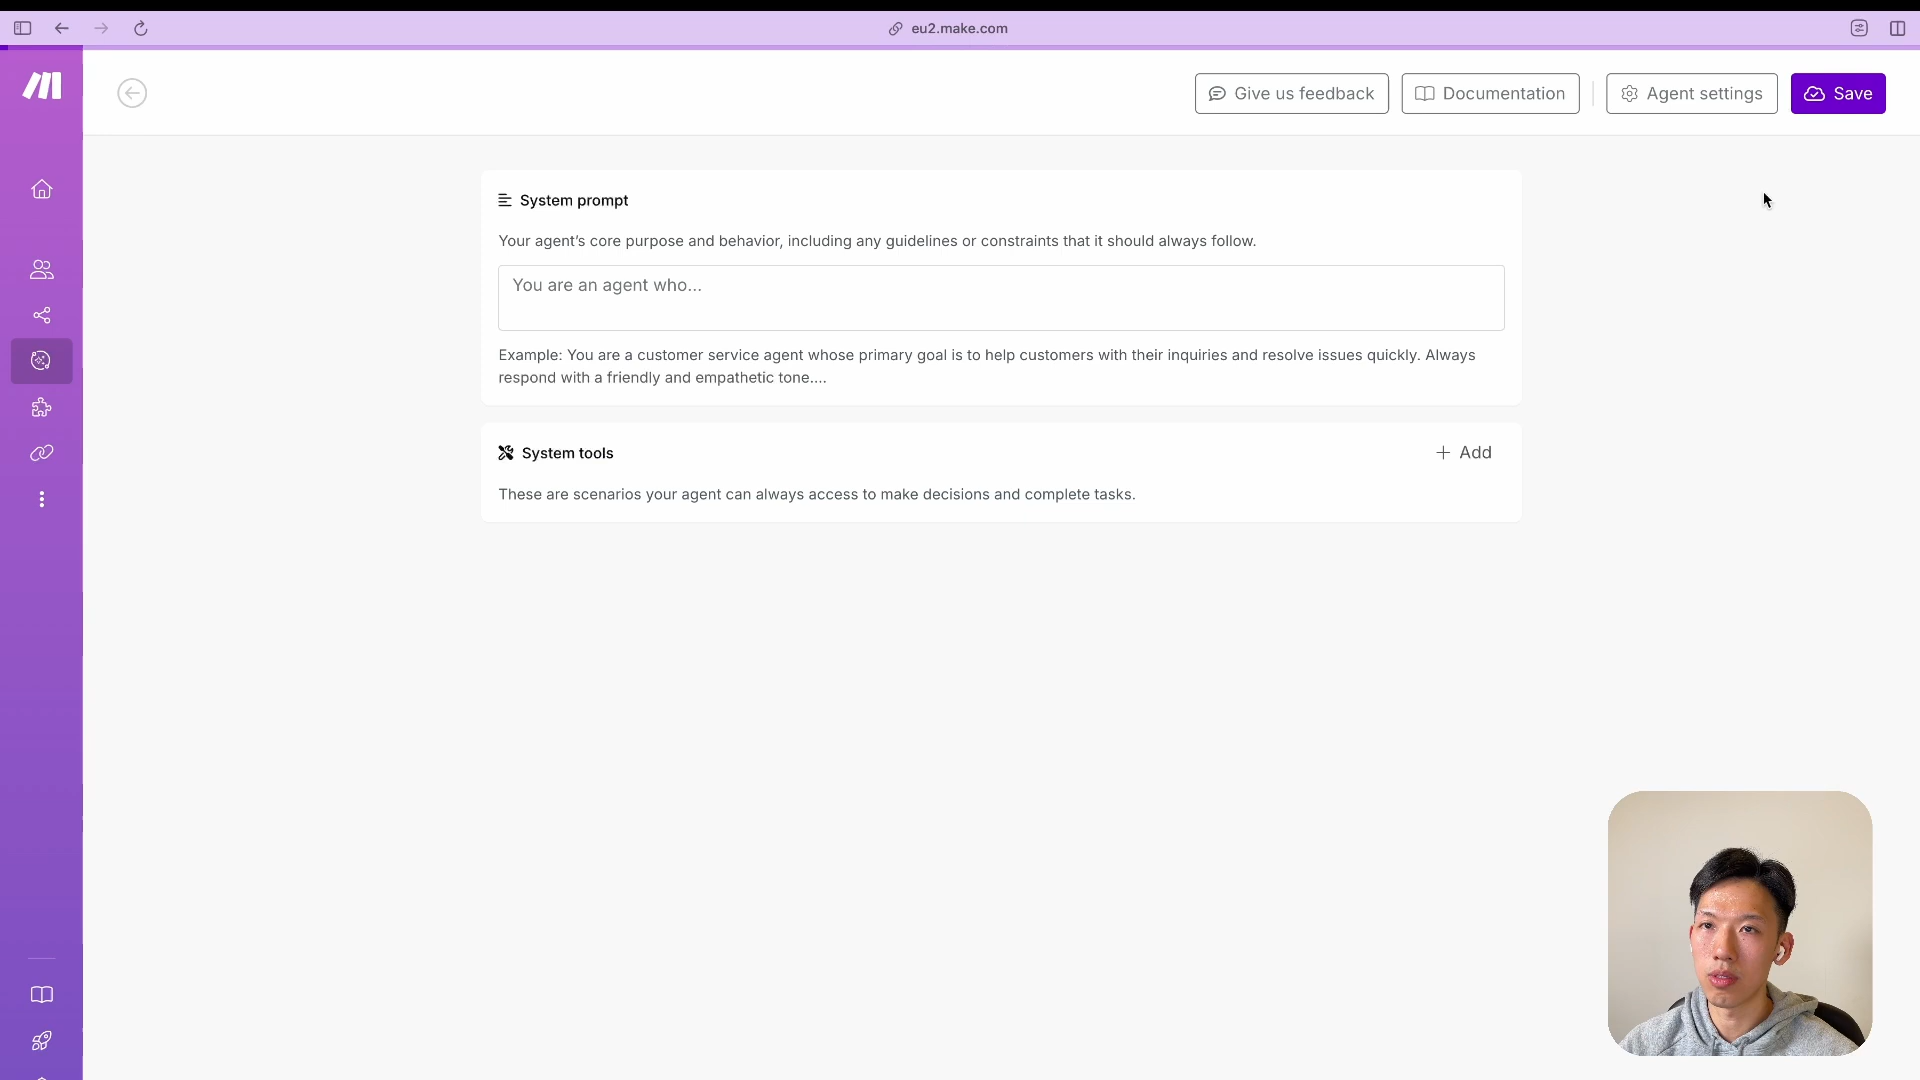 eu2.make.com
Give us feedback
Documentation
Agent settings
Save
System prompt
Your agent's core purpose and behavior, including any guidelines or constraints that it should always follow.
You are an agent who...
Example: You are a customer service agent whose primary goal is to help customers with their inquiries and resolve issues quickly. Always
respond with a friendly and empathetic tone....
System tools
+ Add
These are scenarios your agent can always access to make decisions and complete tasks.